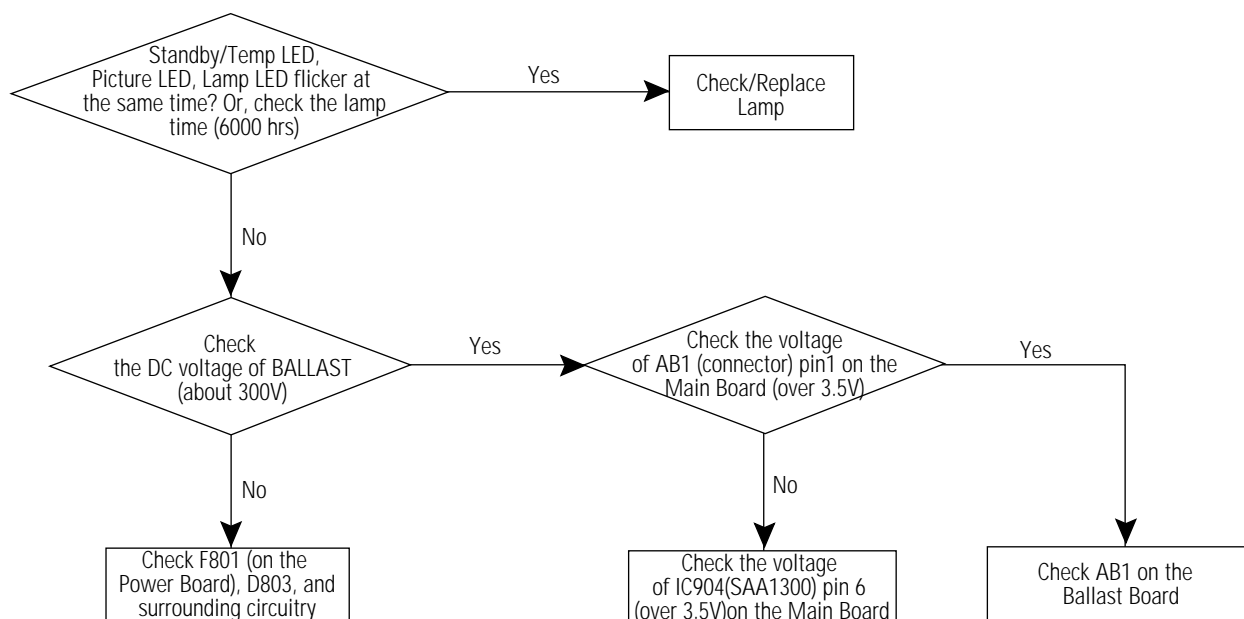 Standby/Temp LED,
Picture LED, Lamp LED flicker at
the same time? Or, check the lamp
time (6000 hrs)
Yes
Check/Replace
Lamp
No
Check
the DC voltage of BALLAST
(about 300V)
Yes
Check the voltage
of AB1 (connector) pin1 on the
Main Board (over 3.5V)
Yes
No
No
Check F801 (on the
Power Board), D803, and
surrounding circuitry
Check the voltage
of IC904(SAA1300) pin 6
(over 3.5V)on the Main Board
Check AB1 on the
Ballast Board